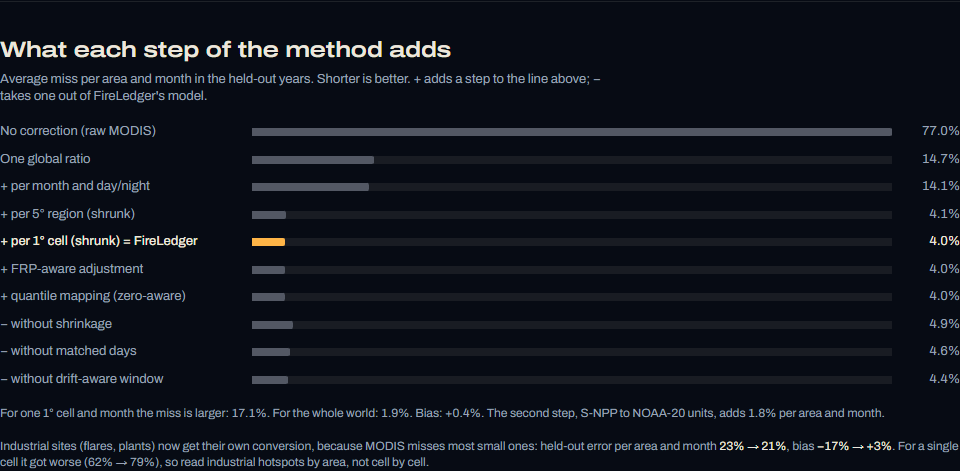 What each step of the method adds
Average miss per area and month in the held-out years. Shorter is better. + adds a step to the line above; –
takes one out of FireLedger's model.
No correction (raw MODIS) 77.0%
One global ratio 14.7%
+ per month and day/night 14.1%
+ per 5° region (shrunk) 4.1%
+ per 1° cell (shrunk) = FireLedger 4.0%
+ FRP-aware adjustment 4.0%
+ quantile mapping (zero-aware) 4.0%
– without shrinkage 4.9%
– without matched days 4.6%
– without drift-aware window 4.4%
For one 1° cell and month the miss is larger: 17.1%. For the whole world: 1.9%. Bias: +0.4%. The second step, S-NPP to NOAA-20 units, adds 1.8% per area and month.
Industrial sites (flares, plants) now get their own conversion, because MODIS misses most small ones: held-out error per area and month 23% → 21%, bias −17% → +3%. For a single
cell it got worse (62% → 79%), so read industrial hotspots by area, not cell by cell.